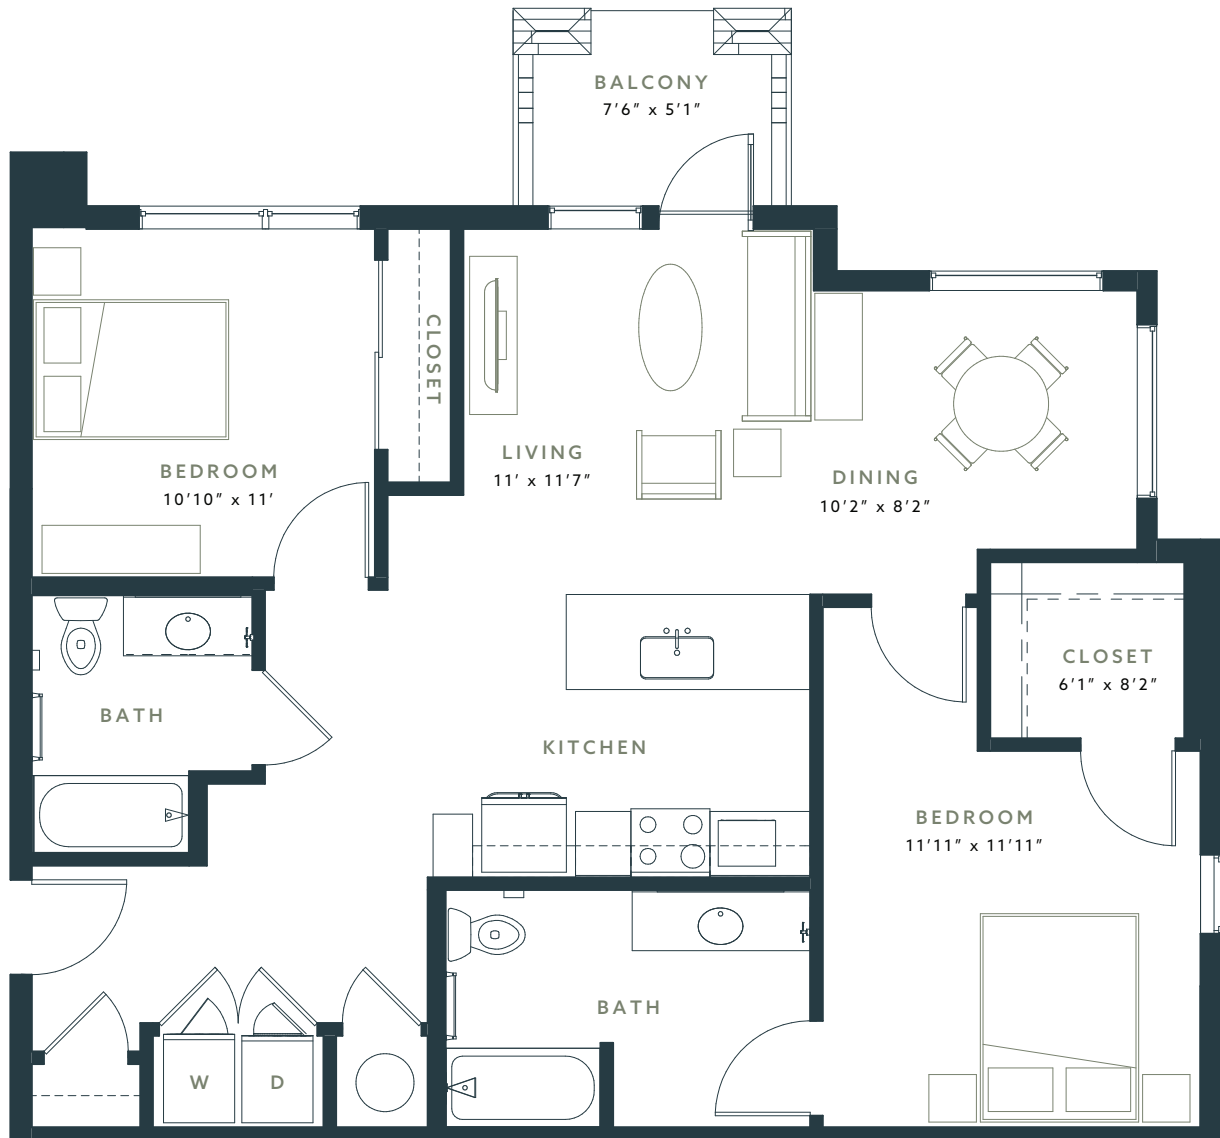 BALCONY
7'6" x 5'1"
CLOSET
BEDROOM
10'10" x 11'
LIVING
11' x 11'7"
DINING
10'2" x 8'2"
CLOSET
6'1" x 8'2"
BATH
KITCHEN
BEDROOM
11'11" x 11'11"
BATH
W
D